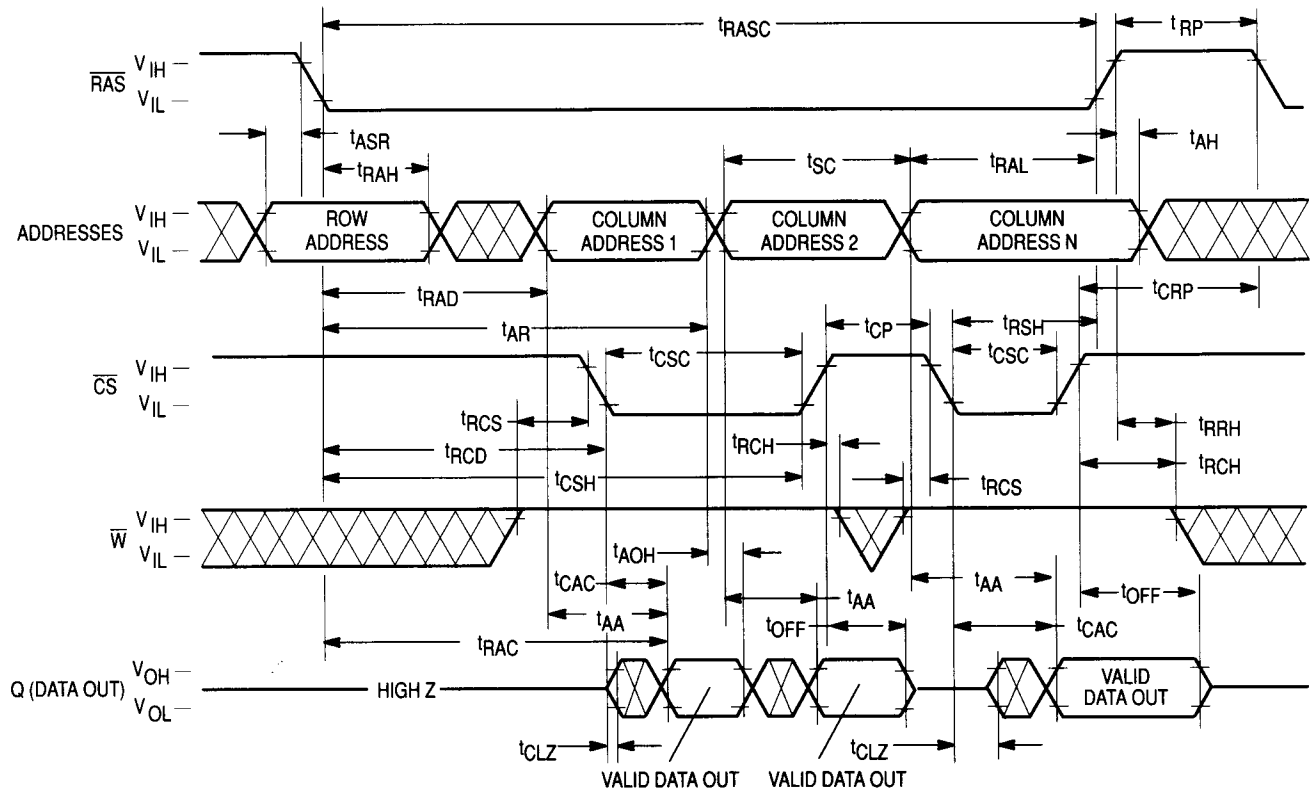 tRASC
tRP
RAS
VIH
VIL
tASR
tAH
tRAH
tSC
tRAL
ADDRESSES
VIH
VIL
ROW
ADDRESS
COLUMN
ADDRESS 1
COLUMN
ADDRESS 2
COLUMN
ADDRESS N
tRAD
tCRP
tAR
tCP
tRSH
tCSC
tCSC
CS
VIH
VIL
tRCS
tRCH
tRRH
tRCD
tRCH
tCSH
tRCS
W
VIH
VIL
tAOH
tCAC
tAA
tAA
tAA
tOFF
tOFF
tCAC
tRAC
Q (DATA OUT)
VOH
VOL
HIGH Z
VALID
DATA OUT
tCLZ
tCLZ
VALID DATA OUT
VALID DATA OUT